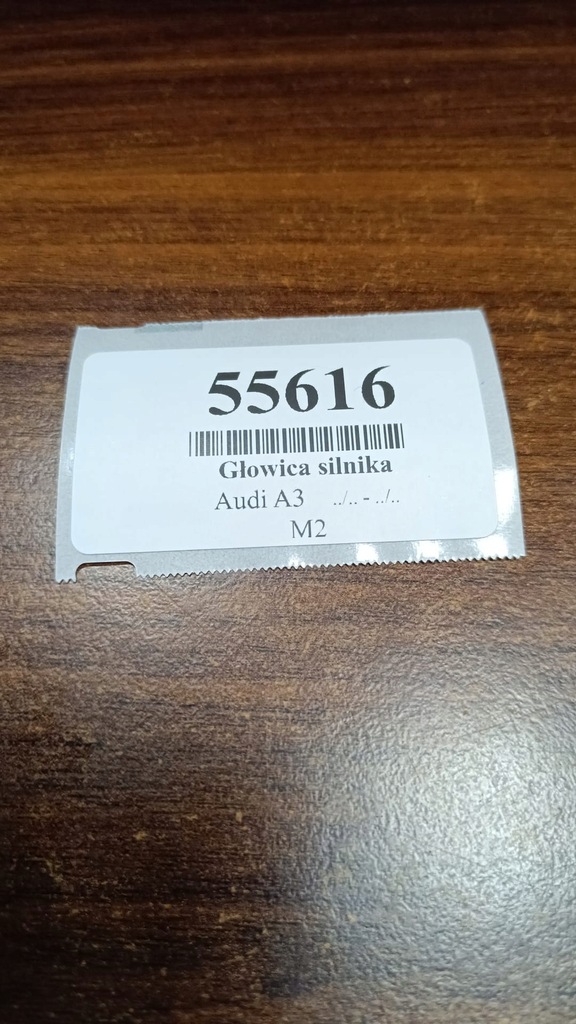 55616
Głowica silnika
Audi A3 ../.. - ../..
M2